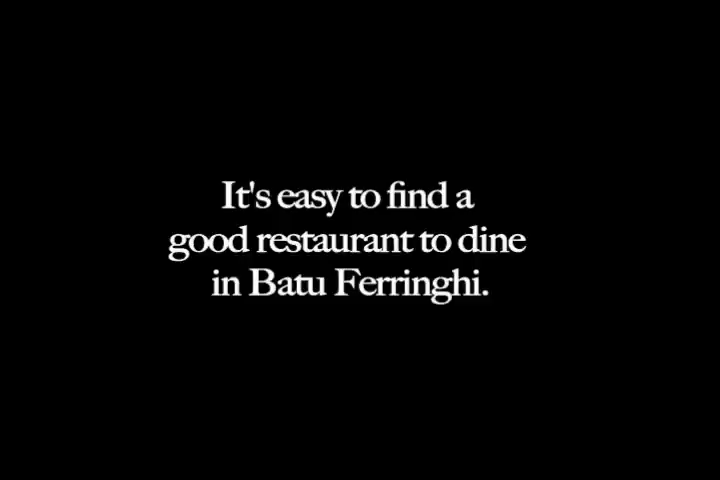 It's easy to find a
good restaurant to dine
in Batu Ferringhi.